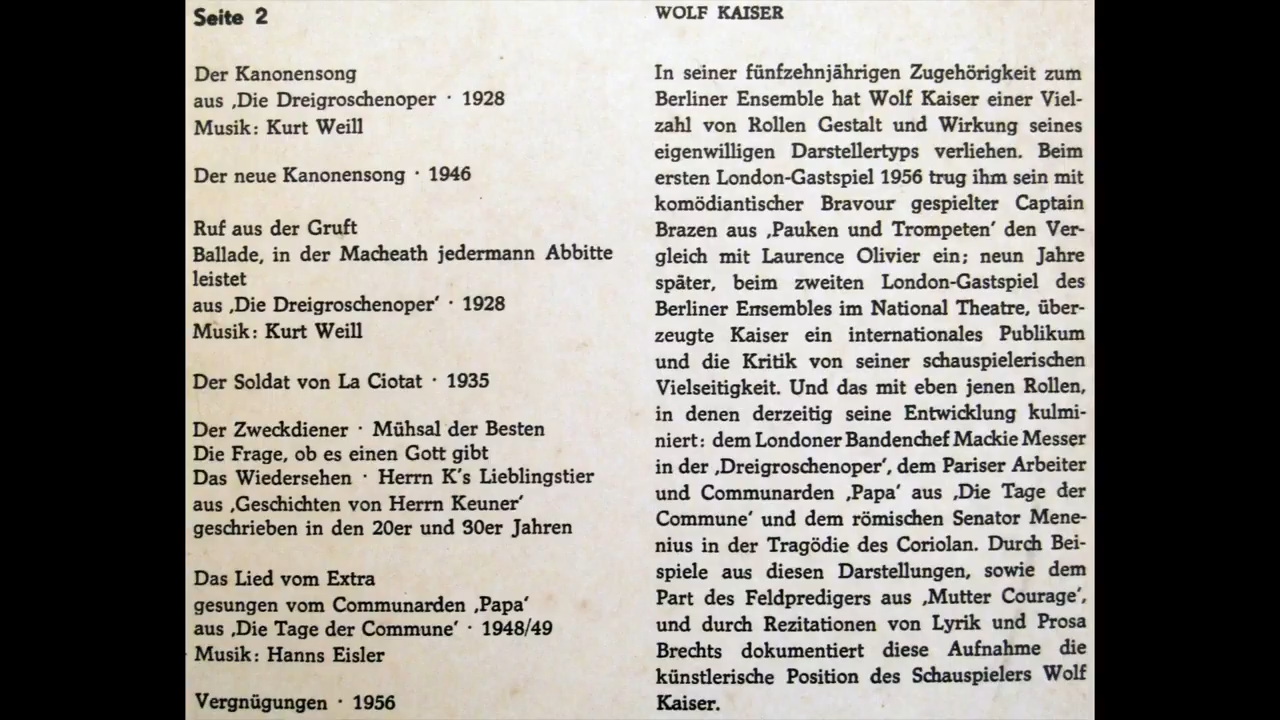 Seite 2
Der Kanonensong
aus ‚Die Dreigroschenoper · 1928
Musik: Kurt Weill
Der neue Kanonensong · 1946
Ruf aus der Gruft
Ballade, in der Macheath jedermann Abbitte
leistet
aus ‚Die Dreigroschenoper‘ · 1928
Musik: Kurt Weill
Der Soldat von La Ciotat · 1935
Der Zweckdiener · Mühsal der Besten
Die Frage, ob es einen Gott gibt
Das Wiedersehen · Herrn K's Lieblingstier
aus ‚Geschichten von Herrn Keuner‘
geschrieben in den 20er und 30er Jahren
Das Lied vom Extra
gesungen vom Communarden ‚Papa‘
aus ‚Die Tage der Commune‘ · 1948/49
Musik: Hanns Eisler
Vergnügungen · 1956
WOLF KAISER
In seiner fünfzehnjährigen Zugehörigkeit zum
Berliner Ensemble hat Wolf Kaiser einer Viel-
zahl von Rollen Gestalt und Wirkung seines
eigenwilligen Darstellertyps verliehen. Beim
ersten London-Gastspiel 1956 trug ihm sein mit
komödiantischer Bravour gespielter Captain
Brazen aus ‚Pauken und Trompeten‘ den Ver-
gleich mit Laurence Olivier ein; neun Jahre
später, beim zweiten London-Gastspiel des
Berliner Ensembles im National Theatre, über-
zeugte Kaiser ein internationales Publikum
und die Kritik von seiner schauspielerischen
Vielseitigkeit. Und das mit eben jenen Rollen,
in denen derzeitig seine Entwicklung kulmi-
niert: dem Londoner Bandenchef Mackie Messer
in der ‚Dreigroschenoper‘, dem Pariser Arbeiter
und Communarden ‚Papa‘ aus ‚Die Tage der
Commune‘ und dem römischen Senator Mene-
nius in der Tragödie des Coriolan. Durch Bei-
spiele aus diesen Darstellungen, sowie dem
Part des Feldpredigers aus ‚Mutter Courage‘,
und durch Rezitationen von Lyrik und Prosa
Brechts dokumentiert diese Aufnahme die
künstlerische Position des Schauspielers Wolf
Kaiser.